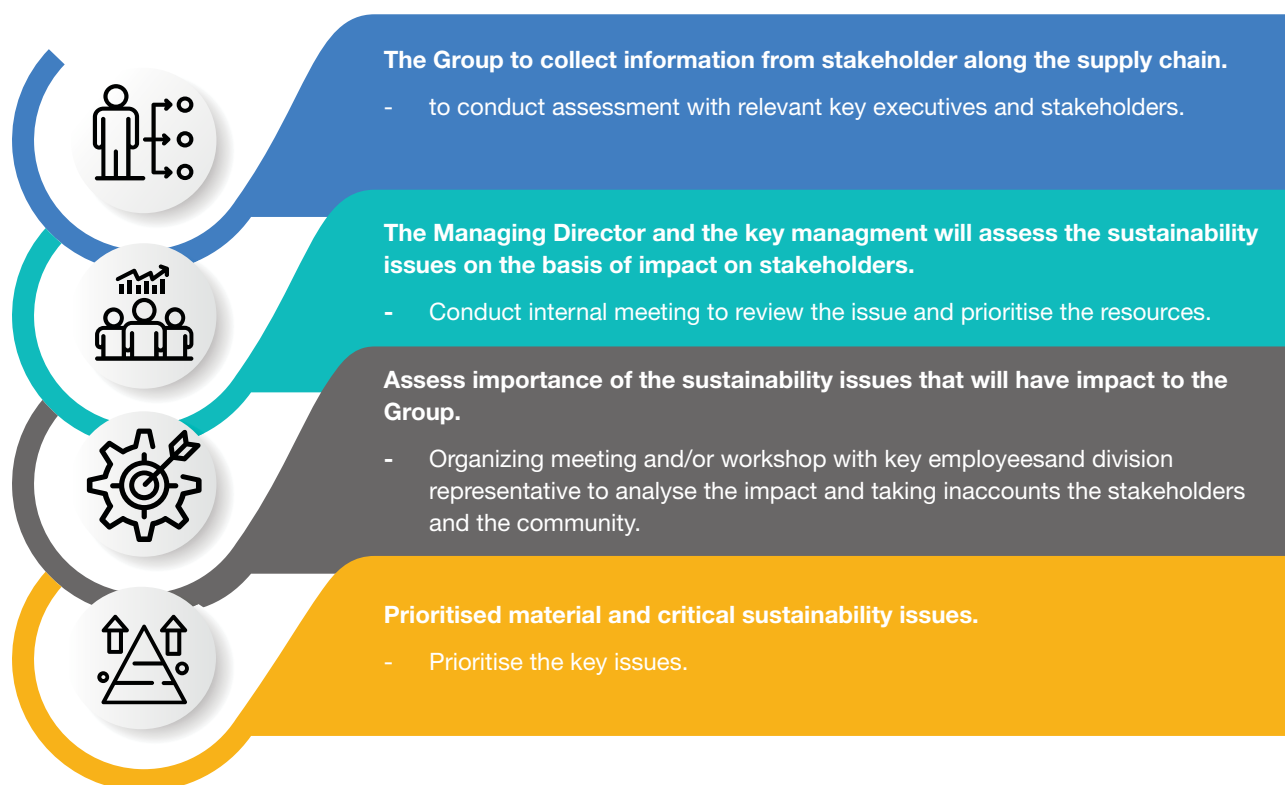 The Group to collect information from stakeholder along the supply chain.
- to conduct assessment with relevant key executives and stakeholders.
The Managing Director and the key managment will assess the sustainability
issues on the basis of impact on stakeholders.
- Conduct internal meeting to review the issue and prioritise the resources.
Assess importance of the sustainability issues that will have impact to the
Group.
- Organizing meeting and/or workshop with key employeesand division
representative to analyse the impact and taking inaccounts the stakeholders
and the community.
Prioritised material and critical sustainability issues.
- Prioritise the key issues.